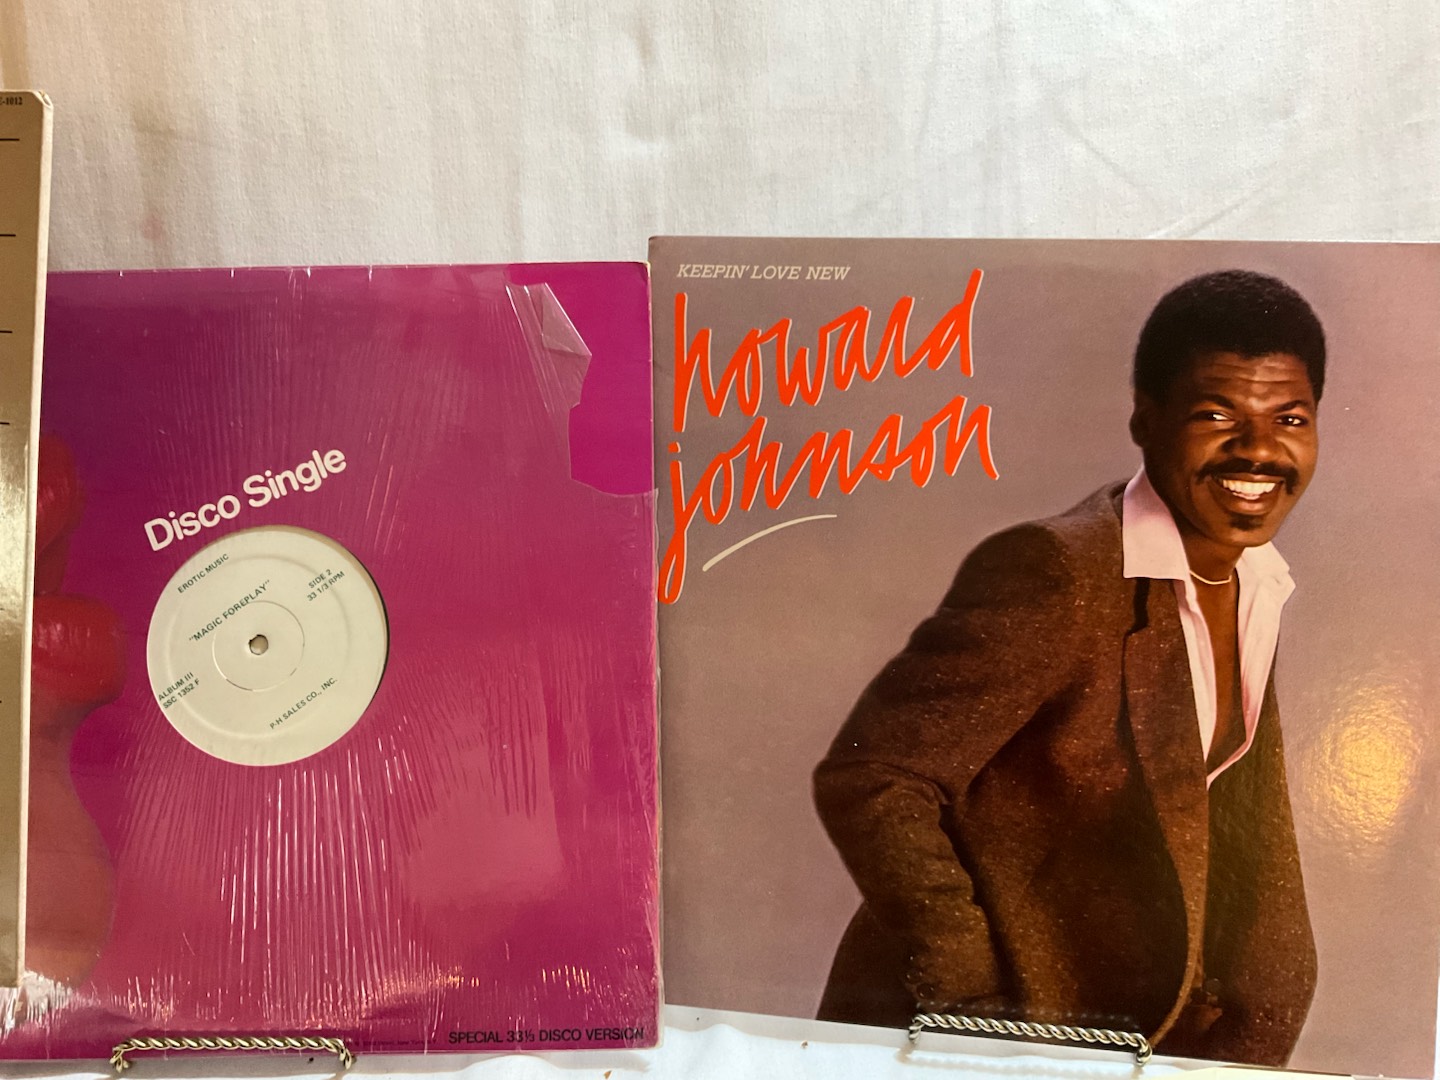 E-1012
Disco Single
EROTIC MUSIC
"MAGIC FOREPLAY"
SIDE 2
33 1/3 RPM
ALBUM III
SSC 1352 F
P-H SALES CO., INC.
SPECIAL 33⅓ DISCO VERSION
KEEPIN' LOVE NEW
howard
johnson